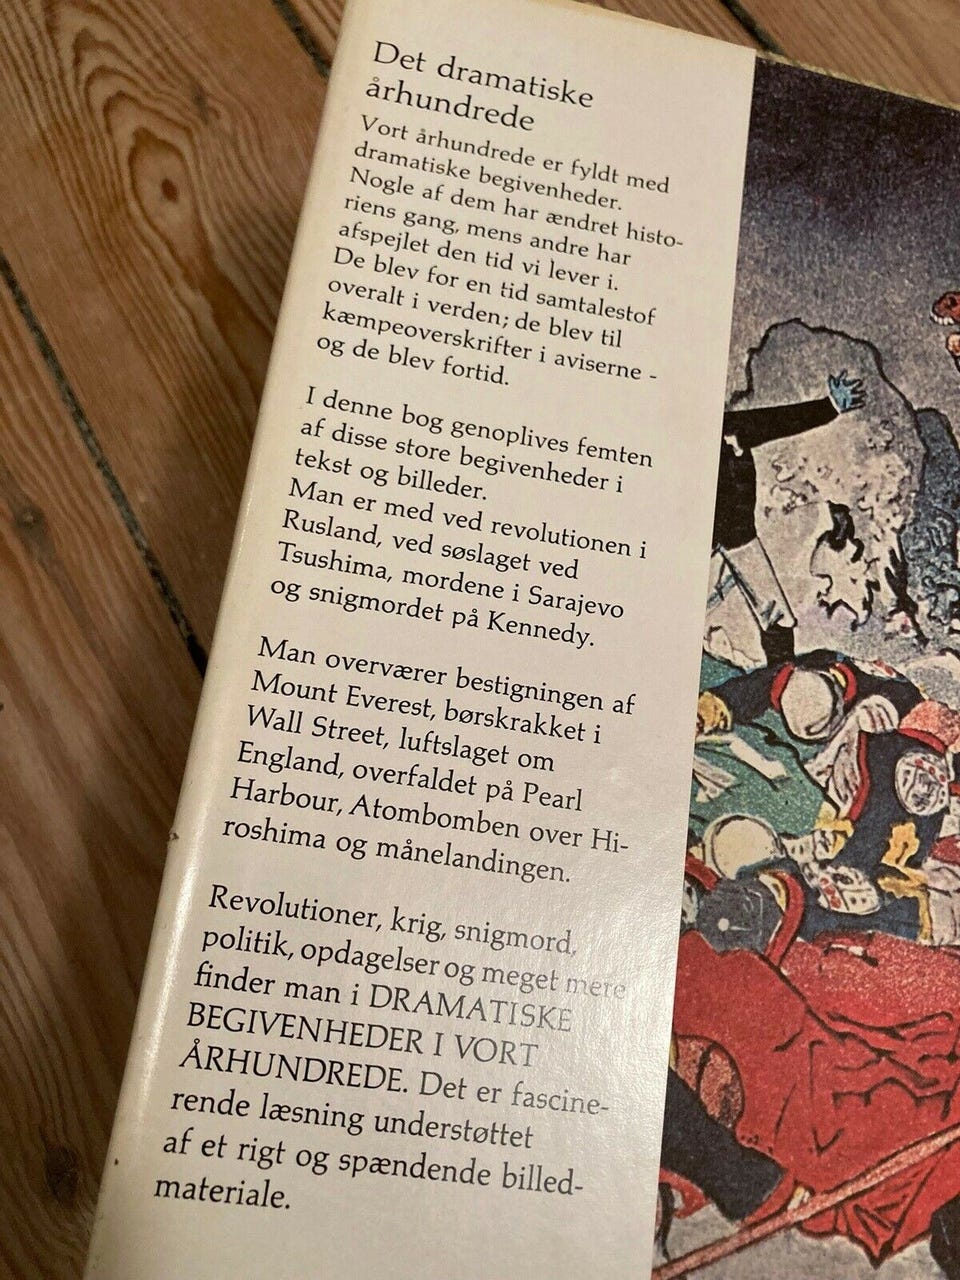 Det dramatiske
århundrede
Vort århundrede er fyldt med
dramatiske begivenheder.
Nogle af dem har ændret histo-
riens gang, mens andre har
afspejlet den tid vi lever i.
De blev for en tid samtalestof
overalt i verden; de blev til
kæmpeoverskrifter i aviserne -
og de blev fortid.
I denne bog genoplives femten
af disse store begivenheder i
tekst og billeder.
Man er med ved revolutionen i
Rusland, ved søslaget ved
Tsushima, mordene i Sarajevo
og snigmordet på Kennedy.
Man overværer bestigningen af
Mount Everest, børskrakket i
Wall Street, luftslaget om
England, overfaldet på Pearl
Harbour, Atombomben over Hi-
roshima og månelandingen.
Revolutioner, krig, snigmord,
politik, opdagelser og meget mere
finder man i DRAMATISKE
BEGIVENHEDER I VORT
ÅRHUNDREDE. Det er fascine-
rende læsning understøttet
af et rigt og spændende billed-
materiale.